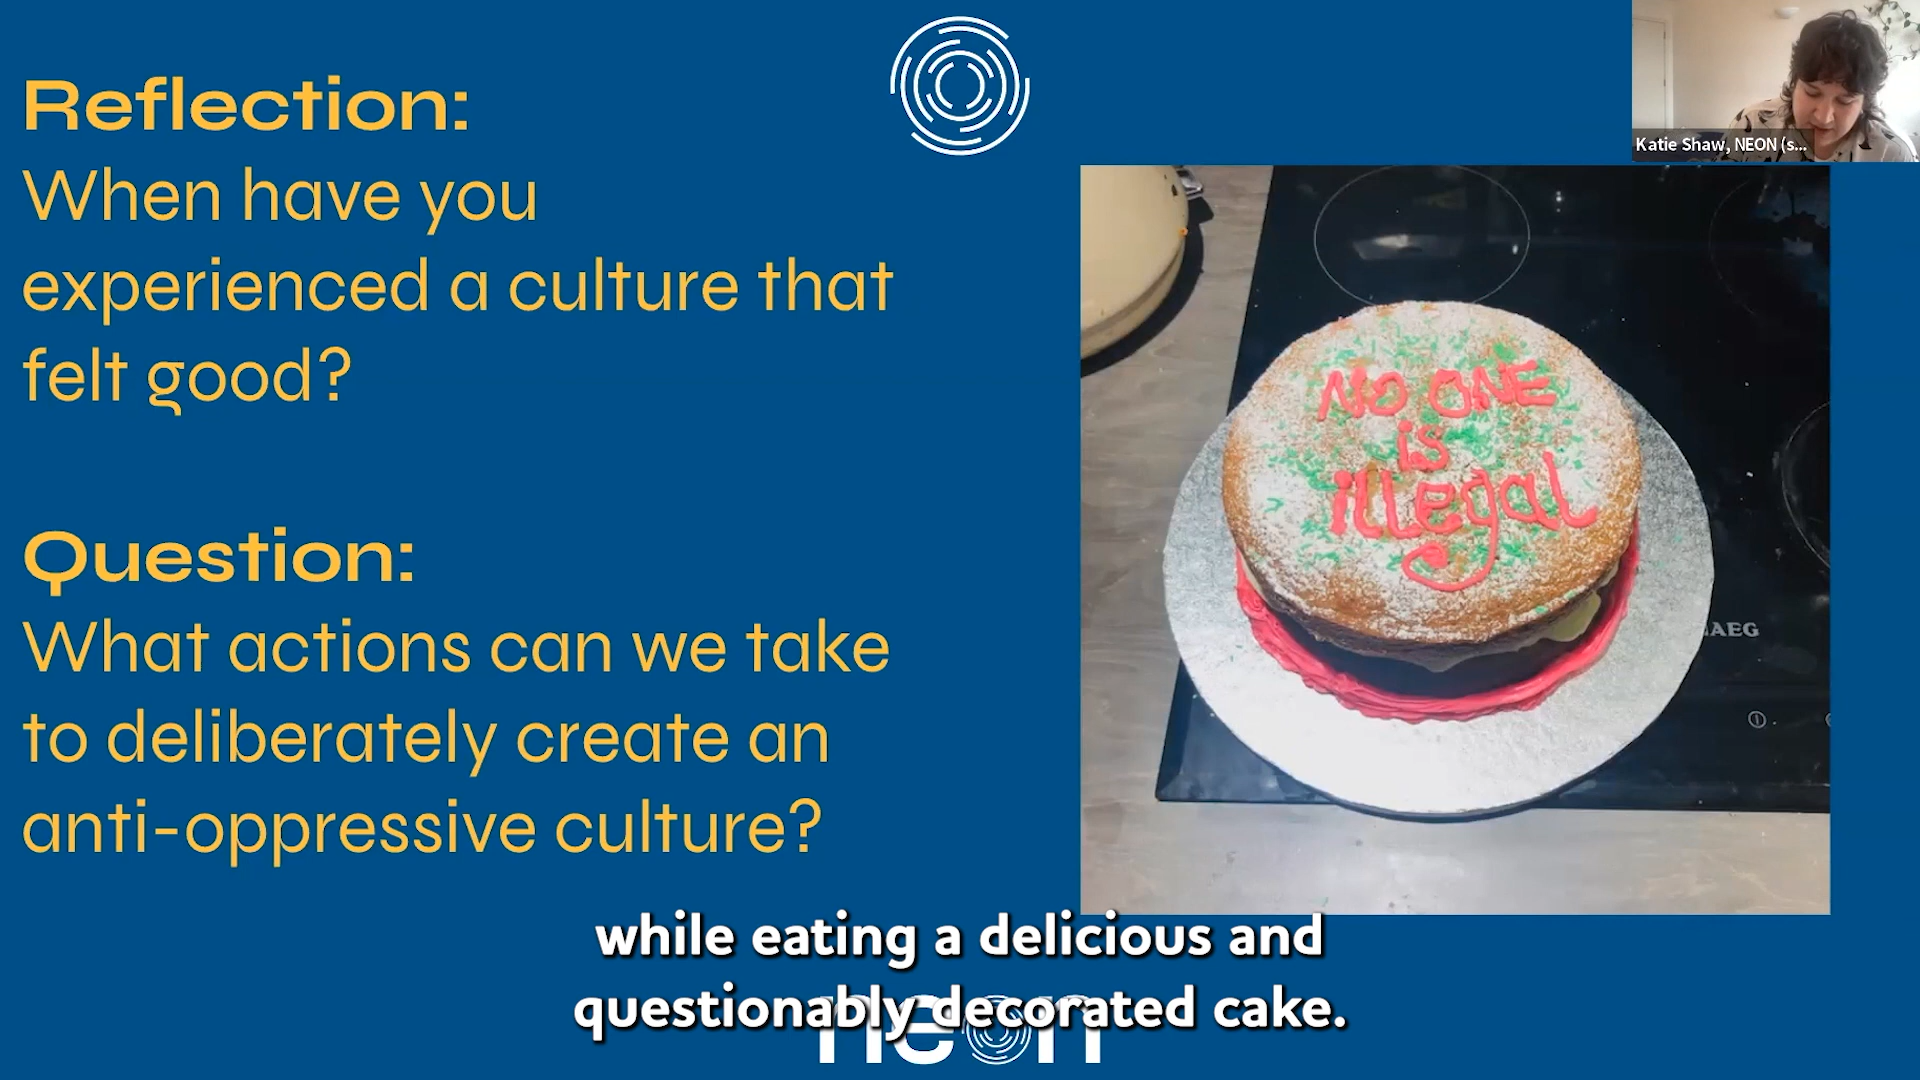 Reflection:
When have you
experienced a culture that
felt good?
Question:
What actions can we take
to deliberately create an
anti-oppressive culture?
Katie Shaw, NEON (s...
NO ONE
is
illegal
AEG
while eating a delicious and
questionably decorated cake.
neon